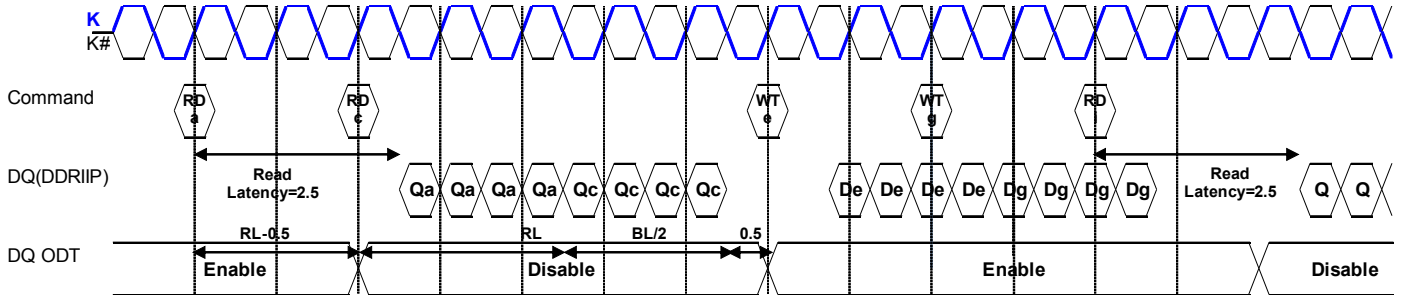 K
K#
Command
RD
a
RD
c
WT
e
WT
g
RD
i
DQ(DDRIIP)
Read
Latency=2.5
Qa Qa Qa Qa Qc Qc Qc Qc
De De De De Dg Dg Dg Dg
Read
Latency=2.5
Q Q
DQ ODT
RL-0.5
RL
BL/2
0.5
Enable
Disable
Enable
Disable